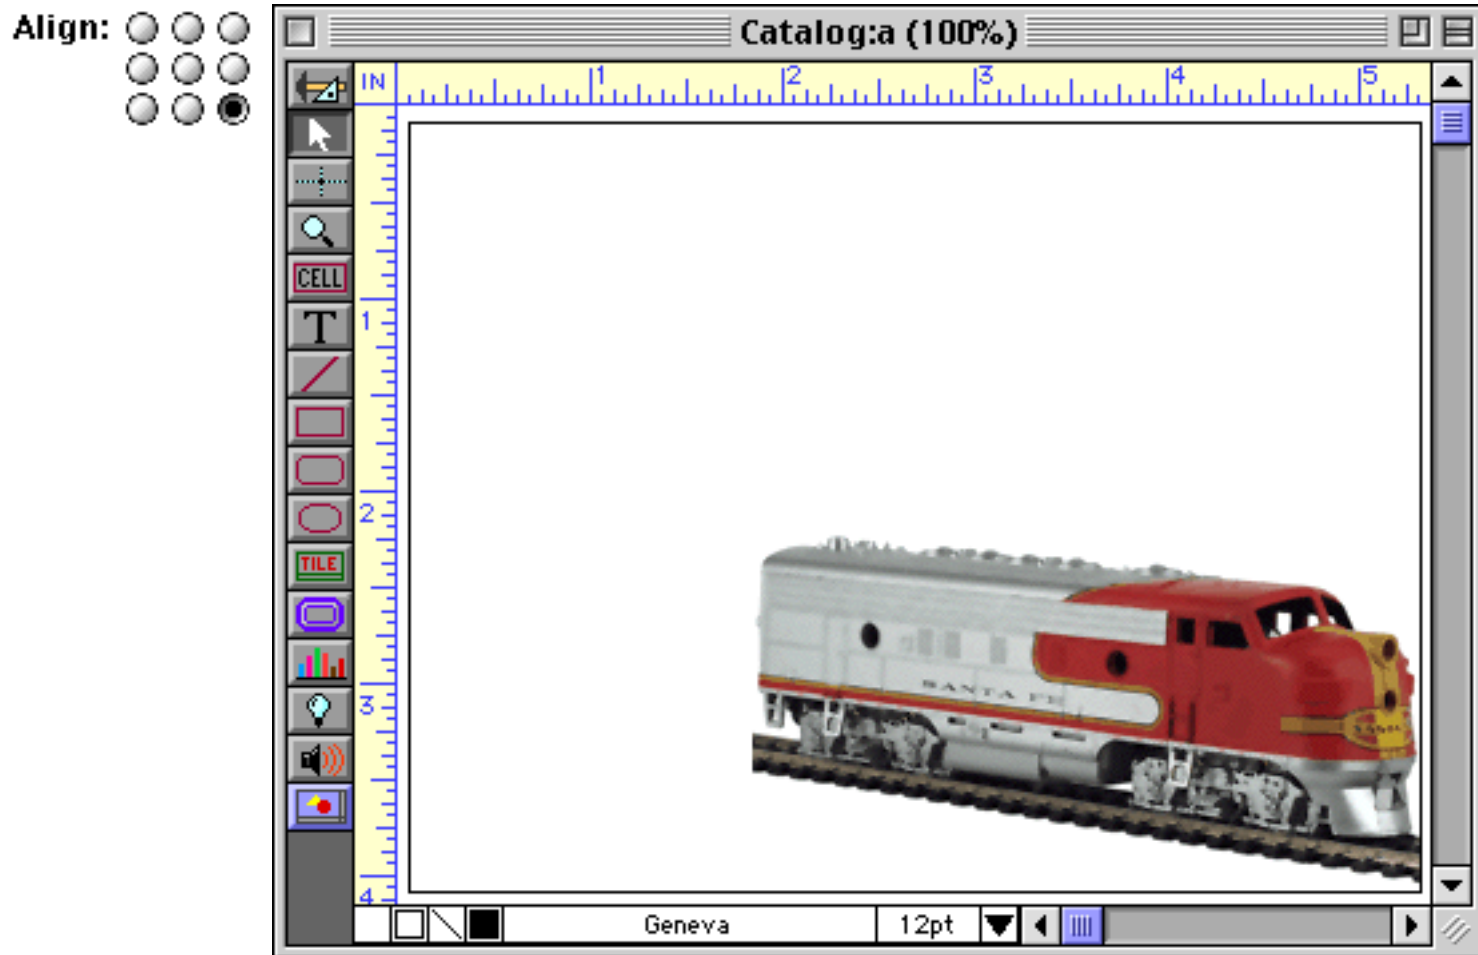 Align:
Catalog:a (100%)
IN
1 2 3 4 5
CELL
T
1
2
TILE
SANTA FE
3
4
Geneva
12pt